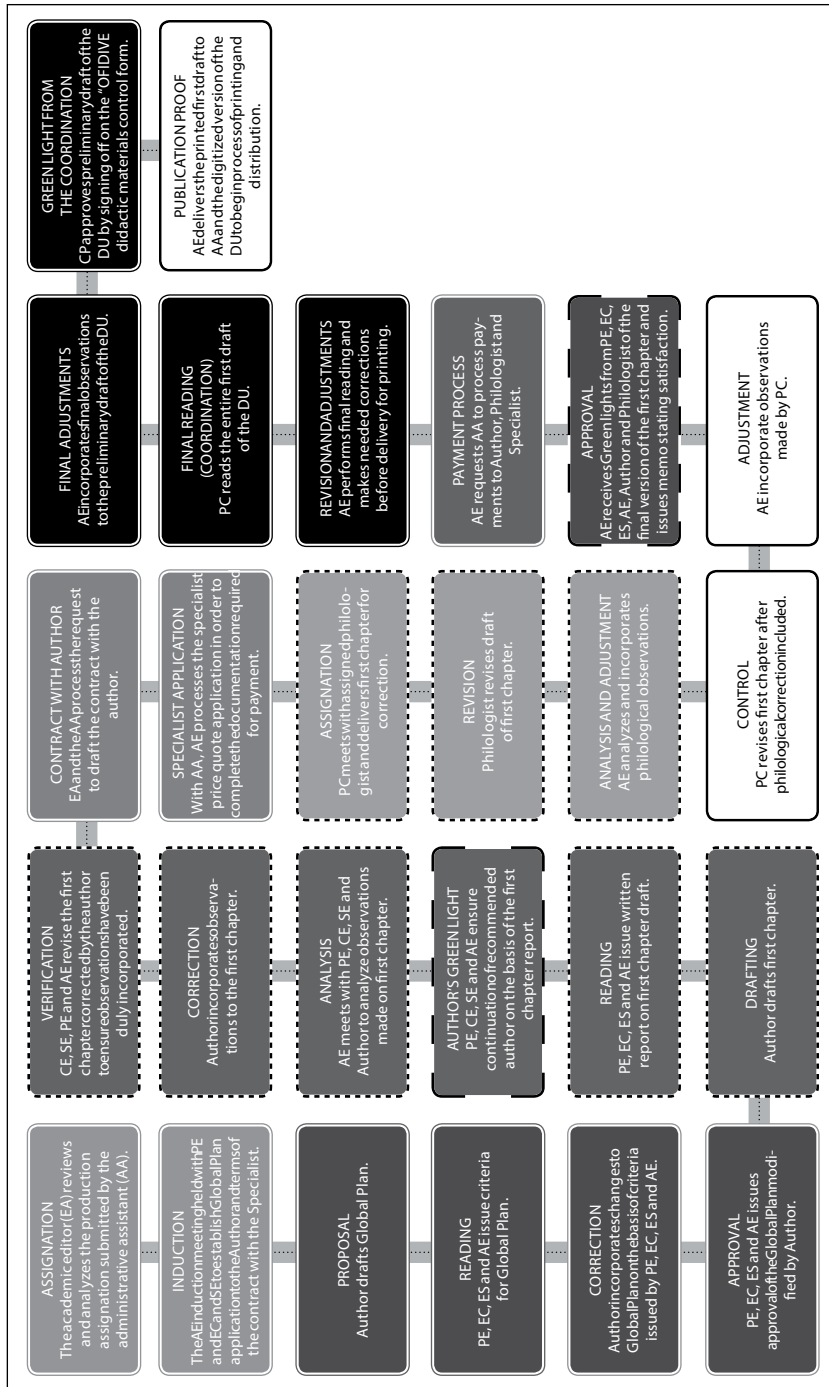 ASSIGNATION
The academic editor (EA) reviews
and analyzes the production
assignation submitted by the
administrative assistant (AA).
INDUCTION
The AE induction meeting held with PE
and EC and SE to establish Global Plan
application to the Author and terms of
the contract with the Specialist.
PROPOSAL
Author drafts Global Plan.
READING
PE, EC, ES and AE issue criteria
for Global Plan.
CORRECTION
Author incorporates changes to
Global Plan on the basis of criteria
issued by PE, EC, ES and AE.
APPROVAL
PE, EC, ES and AE issues
approval of the Global Plan modi-
fied by Author.
DRAFTING
Author drafts first chapter.
READING
PE, EC, ES and AE issue written
report on first chapter draft.
AUTHOR'S GREEN LIGHT
PE, CE, SE and AE ensure
continuation of recommended
author on the basis of the first
chapter report.
ANALYSIS
AE meets with PE, CE, SE and
Author to analyze observations
made on first chapter.
CORRECTION
Author incorporates observa-
tions to the first chapter.
VERIFICATION
CE, SE, PE and AE revise the first
chapter corrected by the author
to ensure observations have been
duly incorporated.
CONTRACT WITH AUTHOR
EA and the AA process the request
to draft the contract with the
author.
SPECIALIST APPLICATION
With AA, AE processes the specialist
price quote application in order to
complete the documentation required
for payment.
ASSIGNATION
PC meets with assigned philolo-
gist and delivers first chapter for
correction.
REVISION
Philologist revises draft
of first chapter.
ANALYSIS AND ADJUSTMENT
AE analyzes and incorporates
philological observations.
CONTROL
PC revises first chapter after
philological correction included.
ADJUSTMENT
AE incorporate observations
made by PC.
APPROVAL
AE receives Green lights from PE, EC,
ES, AE, Author and Philologist of the
final version of the first chapter and
issues memo stating satisfaction.
PAYMENT PROCESS
AE requests AA to process pay-
ments to Author, Philologist and
Specialist.
REVISION AND ADJUSTMENTS
AE performs final reading and
makes needed corrections
before delivery for printing.
FINAL READING
(COORDINATION)
PC reads the entire first draft
of the DU.
FINAL ADJUSTMENTS
AE incorporates final observations
to the preliminary draft of the DU.
GREEN LIGHT FROM
THE COORDINATION
CP approves preliminary draft of the
DU by signing off on the "OFIDIVE
didactic materials control form.
PUBLICATION PROOF
AE delivers the printed first draft to
AA and the digitized version of the
DU to begin process of printing and
distribution.